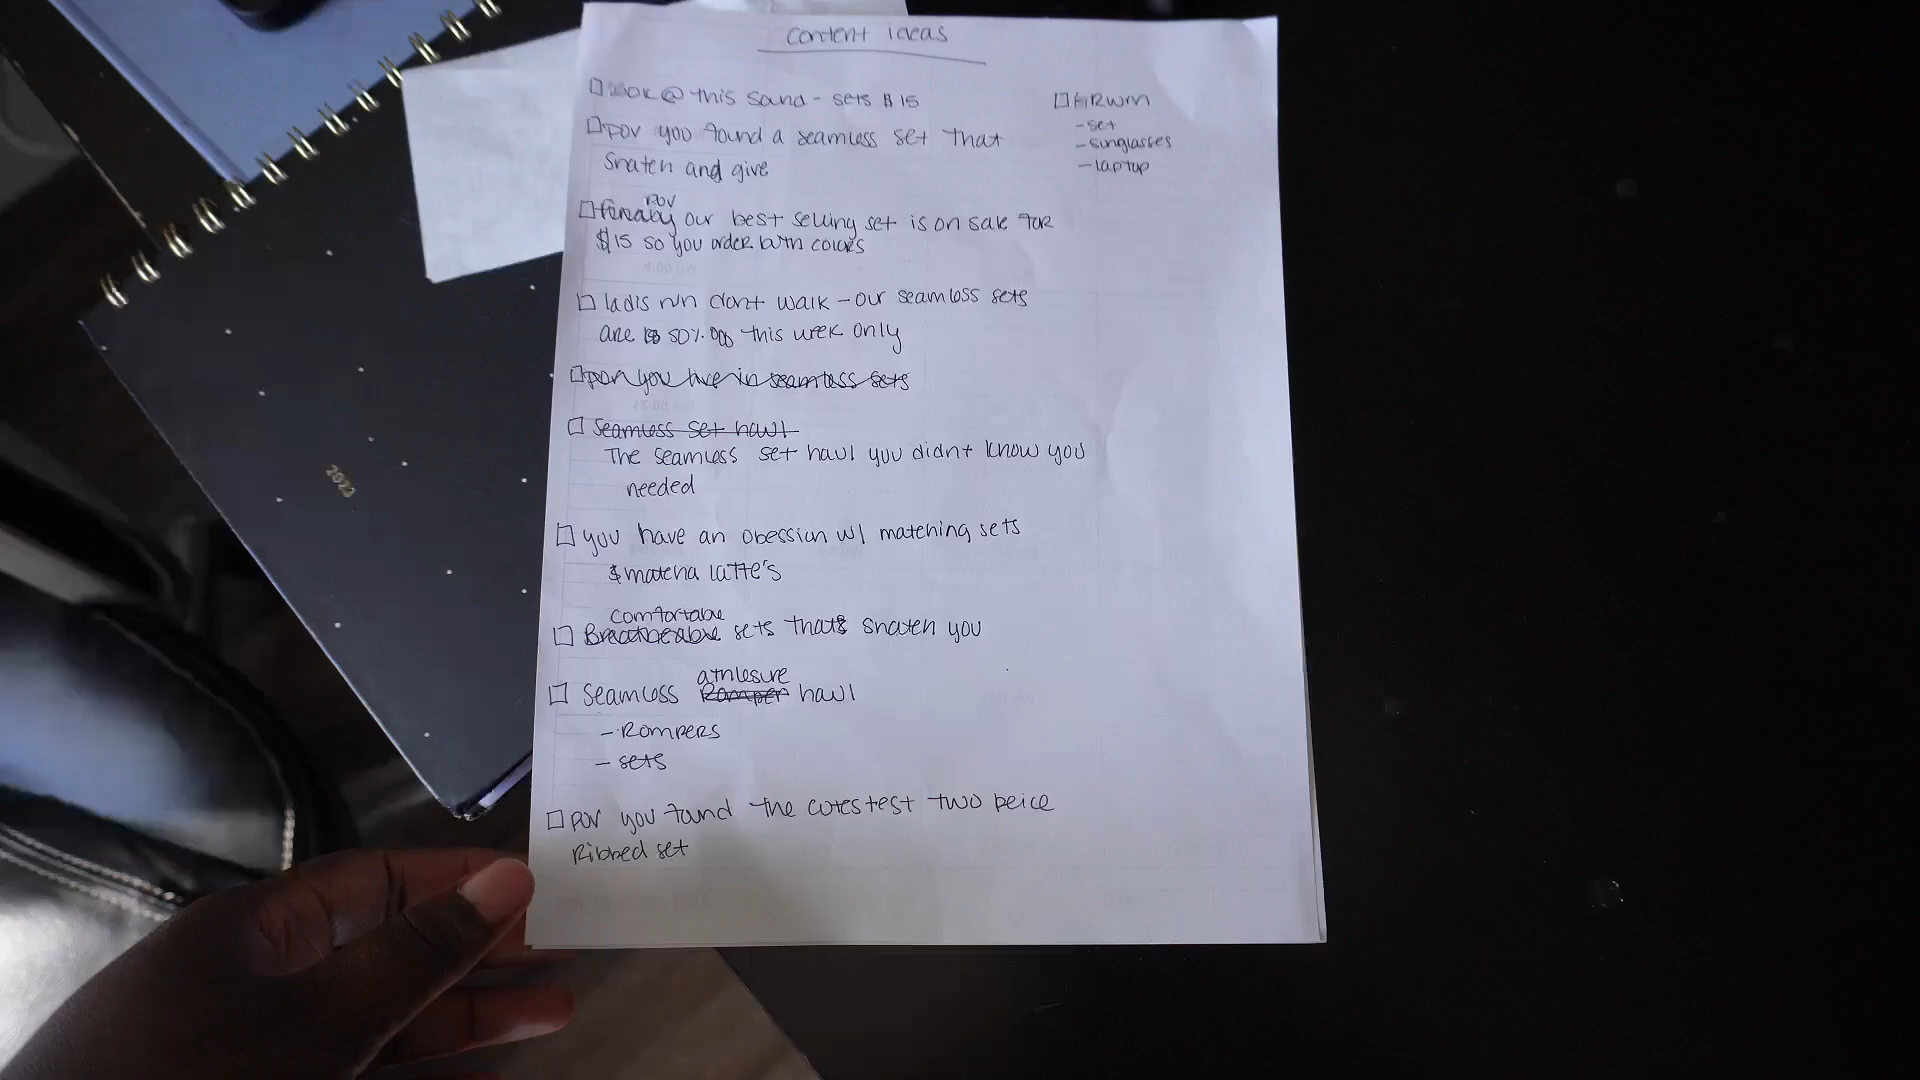 content ideas
LOOK @ this sound - sets $15
pov you found a seamless set that
snatch and give
pov
finally our best selling set is on sale for
$15 so you order both colors
ladis run dont walk - our seamless sets
are 50% off this week only
you live in seamless sets
Seamless set haul
The seamless set haul you didnt know you
needed
you have an obession w/ matching sets
& matcha latte's
comfortable
Breatheable sets that snatch you
athlesure
Seamless Romper haul
- Rompers
- sets
pov you found the cutestest two peice
Ribbed set
GRWM
- set
- sunglasses
- laptop
2023